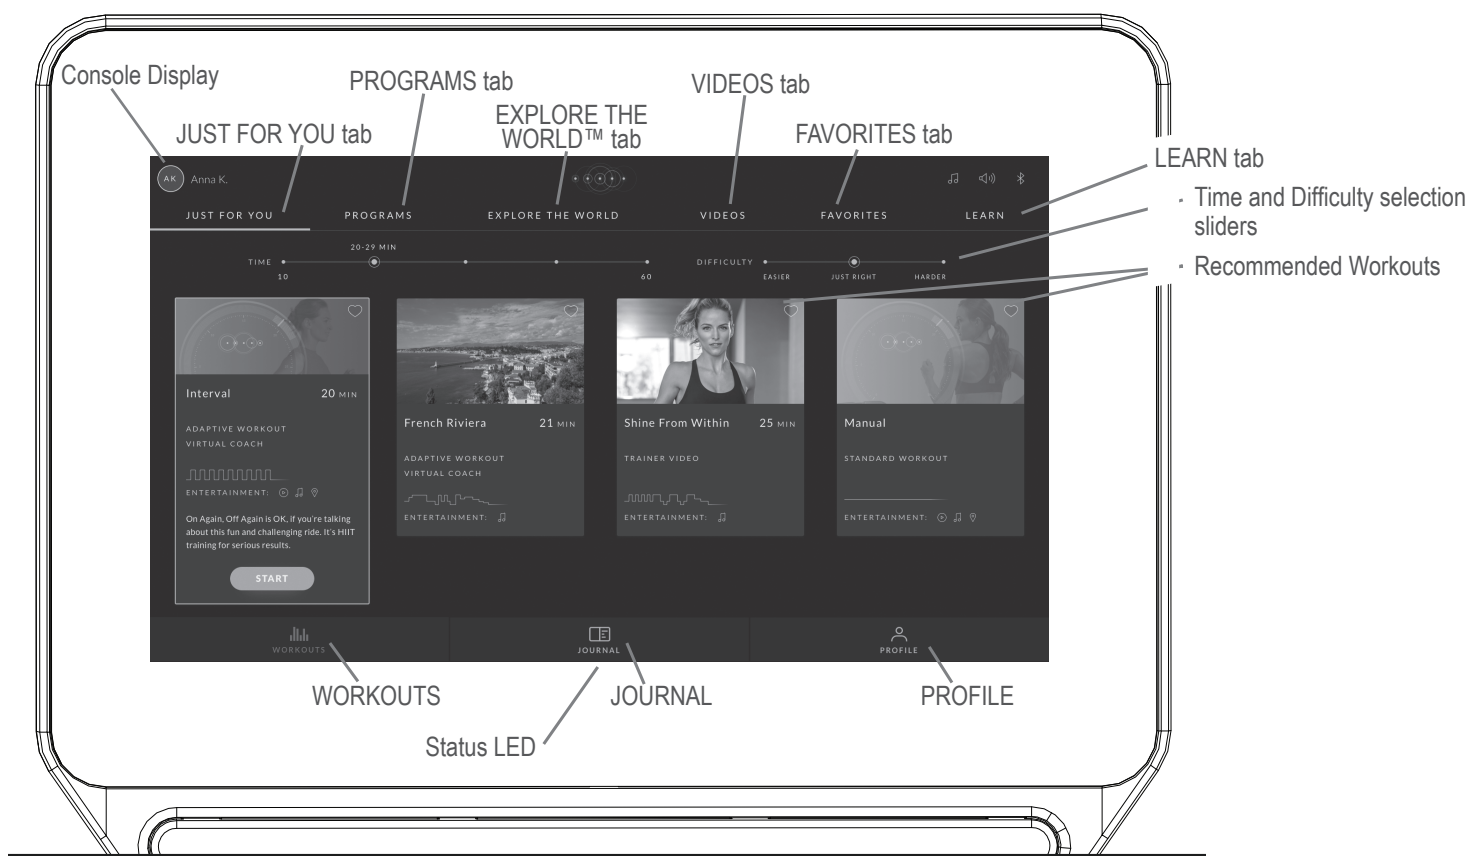 Console Display
PROGRAMS tab
VIDEOS tab
JUST FOR YOU tab
EXPLORE THE
WORLD™ tab
FAVORITES tab
LEARN tab
· Time and Difficulty selection
sliders
· Recommended Workouts
AK
Anna K.
JUST FOR YOU
PROGRAMS
EXPLORE THE WORLD
VIDEOS
FAVORITES
LEARN
20-29 MIN
TIME
10
60
DIFFICULTY
EASIER
JUST RIGHT
HARDER
Interval 20 MIN
ADAPTIVE WORKOUT
VIRTUAL COACH
ENTERTAINMENT:
On Again, Off Again is OK, if you're talking
about this fun and challenging ride. It's HIIT
training for serious results.
START
French Riviera 21 MIN
ADAPTIVE WORKOUT
VIRTUAL COACH
ENTERTAINMENT:
Shine From Within 25 MIN
TRAINER VIDEO
ENTERTAINMENT:
Manual
STANDARD WORKOUT
ENTERTAINMENT:
WORKOUTS
JOURNAL
PROFILE
WORKOUTS
JOURNAL
PROFILE
Status LED